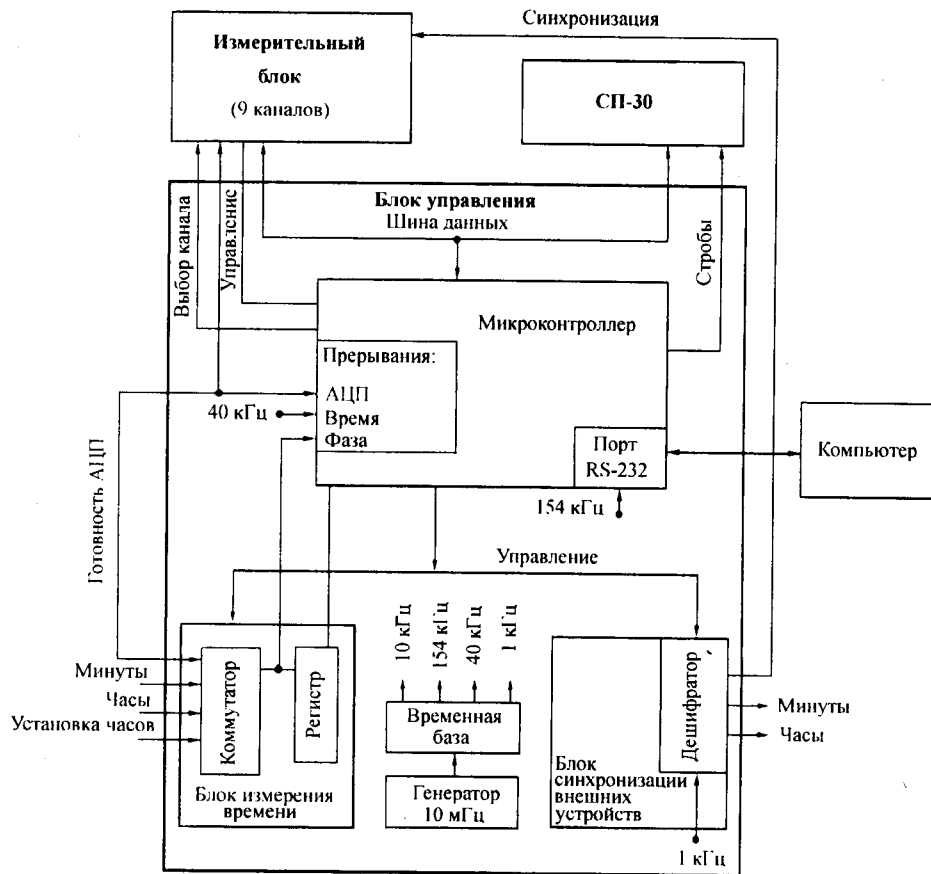 Синхронизация
Измерительный
блок
(9 каналов)
СП-30
Блок управления
Шина данных
Выбор канала
Управление
Стробы
Микроконтроллер
Прерывания:
АЦП
40 кГц
Время
Фаза
Порт
RS-232
Компьютер
154 кГц
Готовность АЦП
Управление
10 кГц
154 кГц
40 кГц
1 кГц
Минуты
Часы
Установка часов
Коммутатор
Регистр
Временная
база
Дешифратор
Минуты
Часы
Блок измерения
времени
Генератор
10 мГц
Блок
синхронизации
внешних
устройств
1 кГц